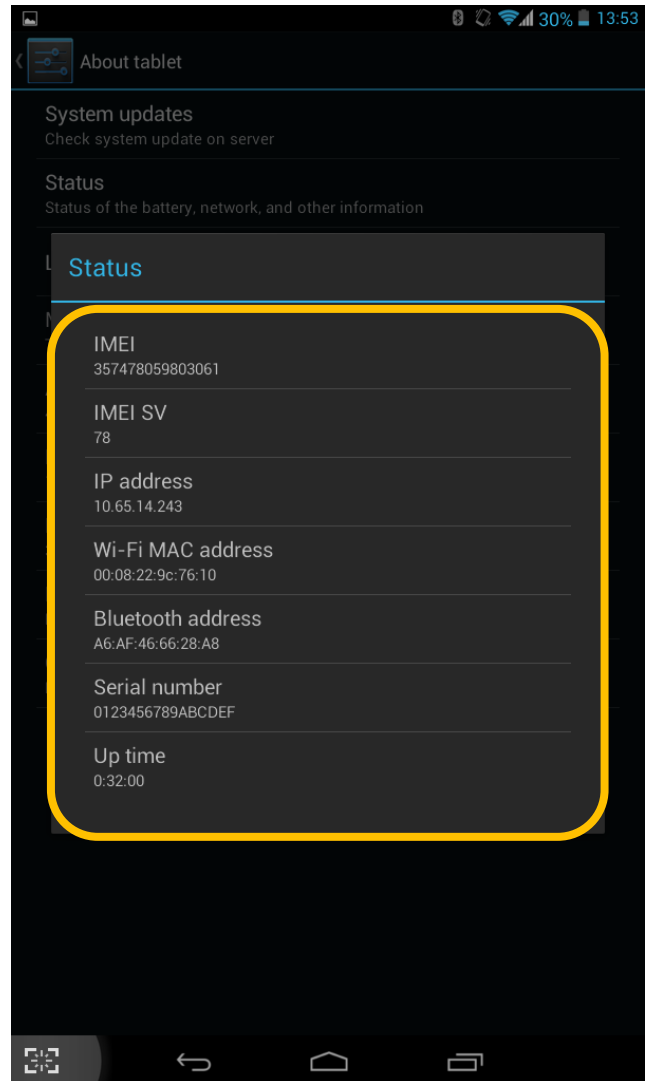 30% 13:53
About tablet
System updates
Check system update on server
Status
Status of the battery, network, and other information
L
Status
IMEI
357478059803061
IMEI SV
78
IP address
10.65.14.243
Wi-Fi MAC address
00:08:22:9c:76:10
Bluetooth address
A6:AF:46:66:28:A8
Serial number
0123456789ABCDEF
Up time
0:32:00